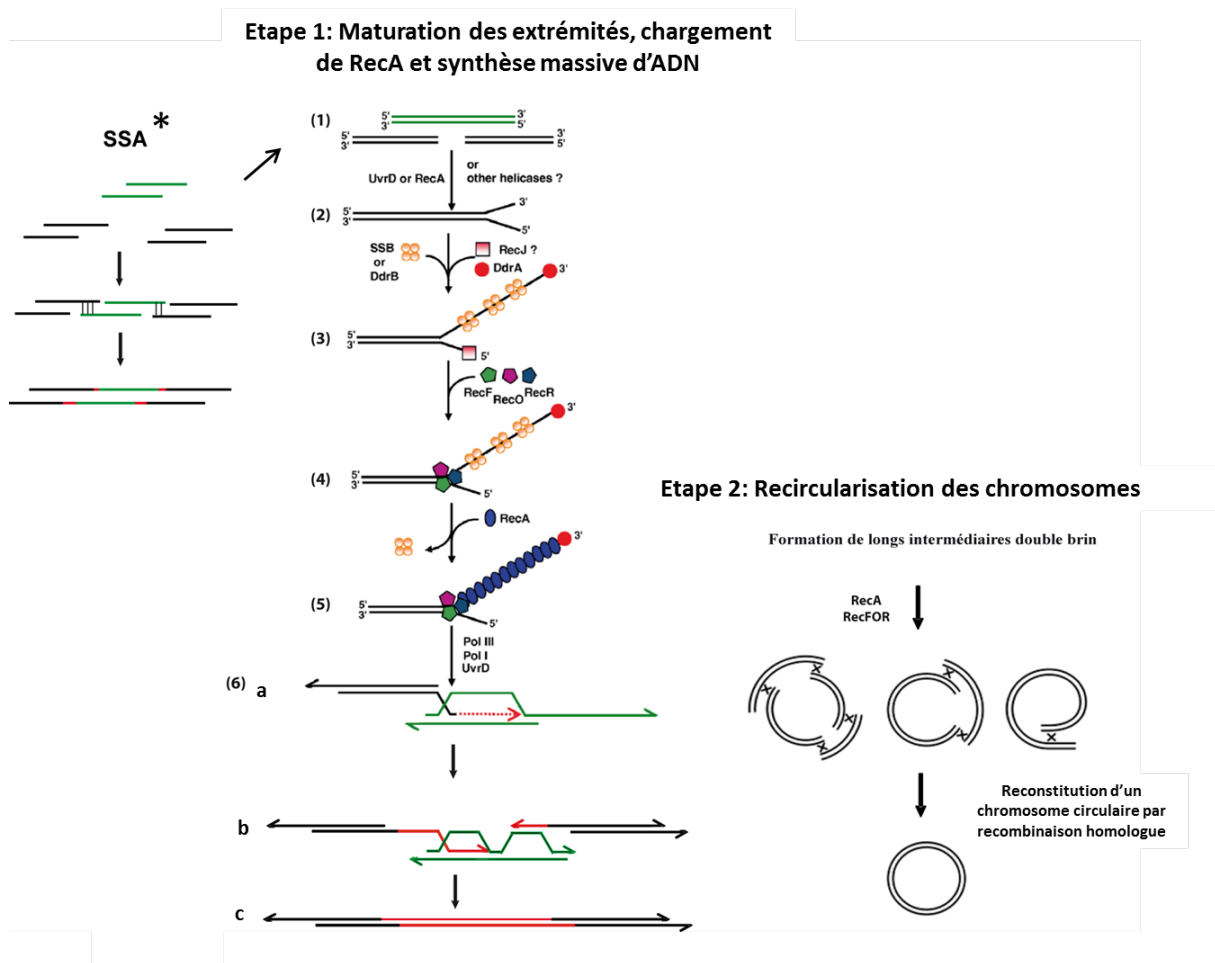 Etape 1: Maturation des extrémités, chargement
de RecA et synthèse massive d'ADN
SSA *
(1)
5' 3'
3' 5'
5' 3'
3' 5'
UvrD or RecA
or
other helicases ?
(2)
5'
3'
3'
5'
SSB
or
DdrB
RecJ ?
DdrA
3'
(3)
5'
3'
5'
RecF
RecO
RecR
3'
(4)
5'
3'
5'
RecA
3'
(5)
5'
3'
5'
Pol III
Pol I
UvrD
(6) a
b
c
Etape 2: Recircularisation des chromosomes
Formation de longs intermédiaires double brin
RecA
RecFOR
x x x x x x x
Reconstitution d'un
chromosome circulaire par
recombinaison homologue